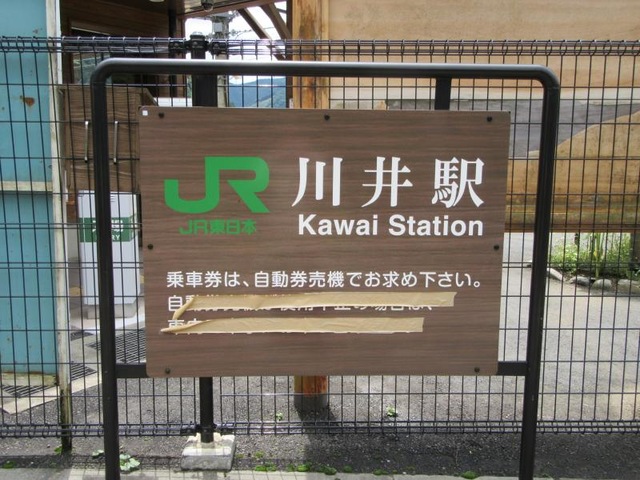 JR 川井駅
JR東日本 Kawai Station
乗車券は、自動券売機でお求め下さい。